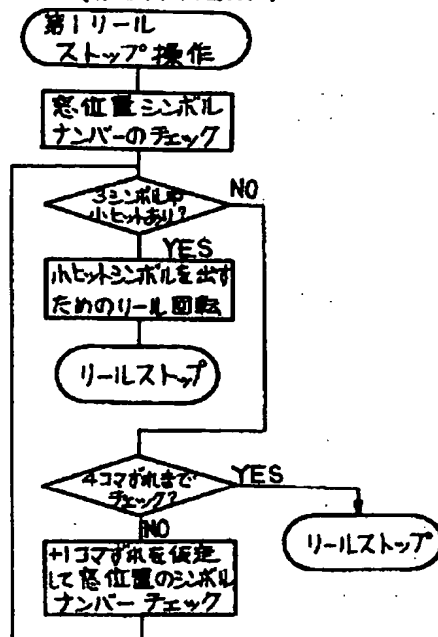 第1リール
ストップ操作
窓位置シンボル
ナンバーのチェック
3シンボル中
小ヒットあり?
NO
YES
小ヒットシンボルを出す
ためのリール回転
リールストップ
4コマずれまで
チェック?
YES
NO
リールストップ
+1コマずれを仮定
して窓位置のシンボル
ナンバーチェック